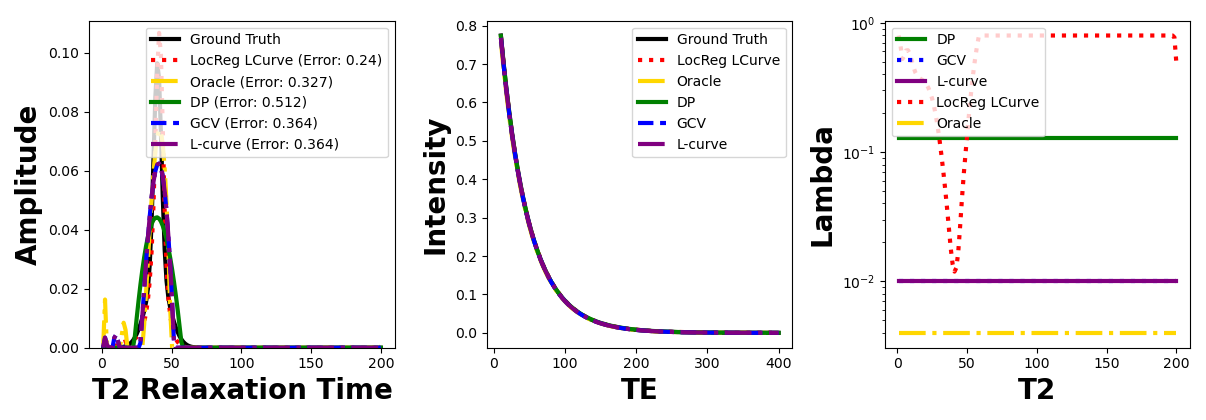 Amplitude
0.00
0.02
0.04
0.06
0.08
0.10
0
50
100
150
200
T2 Relaxation Time
Ground Truth
LocReg LCurve (Error: 0.24)
Oracle (Error: 0.327)
DP (Error: 0.512)
GCV (Error: 0.364)
L-curve (Error: 0.364)
Intensity
0.0
0.1
0.2
0.3
0.4
0.5
0.6
0.7
0.8
0
100
200
300
400
TE
Ground Truth
LocReg LCurve
Oracle
DP
GCV
L-curve
Lambda
10⁰
10⁻¹
10⁻²
0
50
100
150
200
T2
DP
GCV
L-curve
LocReg LCurve
Oracle